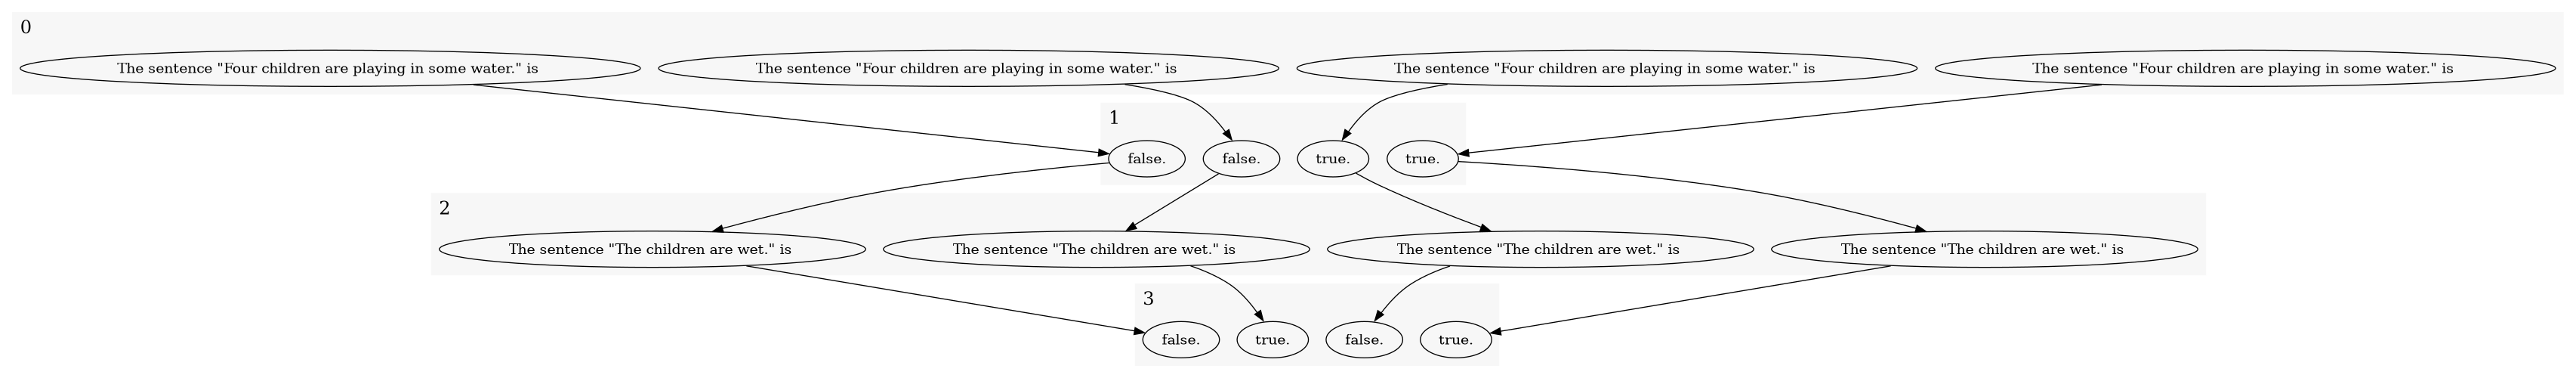 0
The sentence "Four children are playing in some water." is
The sentence "Four children are playing in some water." is
The sentence "Four children are playing in some water." is
The sentence "Four children are playing in some water." is
1
false.
false.
true.
true.
2
The sentence "The children are wet." is
The sentence "The children are wet." is
The sentence "The children are wet." is
The sentence "The children are wet." is
3
false.
true.
false.
true.